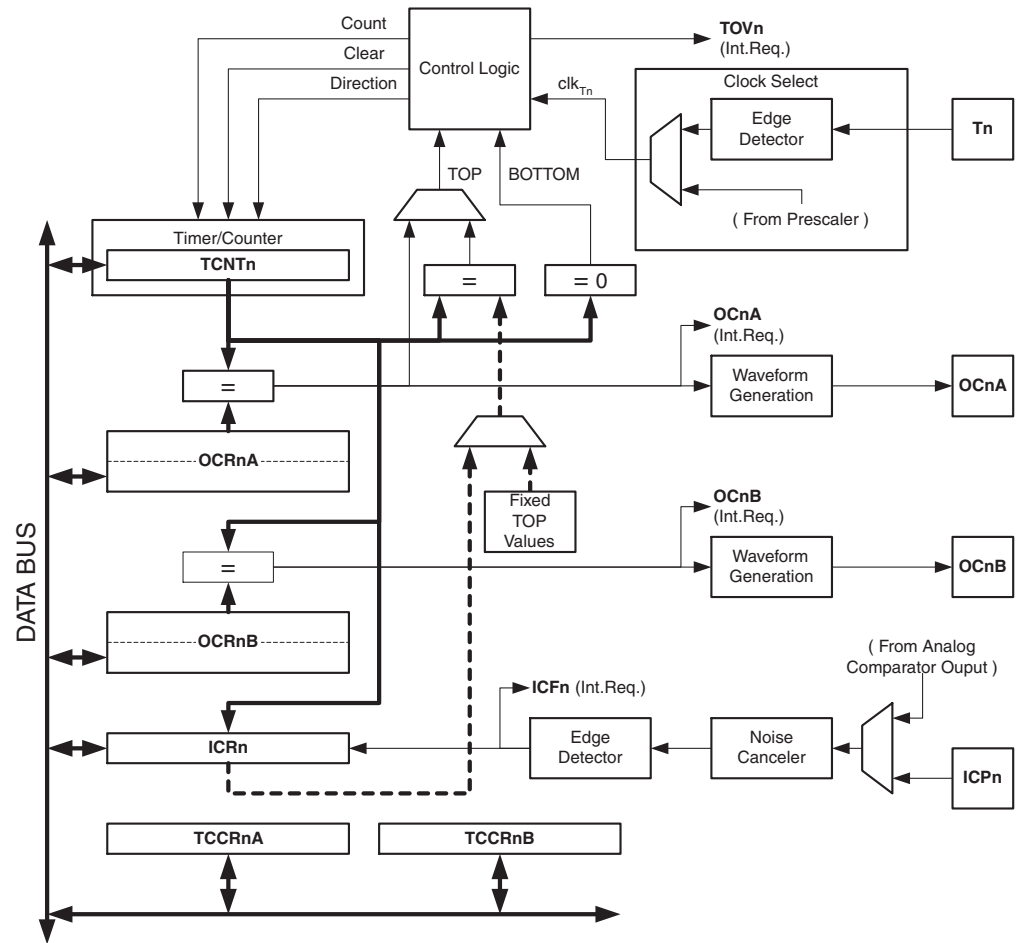 Count
Clear
Direction
Control Logic
TOVn
(Int.Req.)
clkTn
Clock Select
Edge
Detector
Tn
( From Prescaler )
TOP
BOTTOM
Timer/Counter
TCNTn
=
= 0
OCnA
(Int.Req.)
=
Waveform
Generation
OCnA
OCRnA
Fixed
TOP
Values
OCnB
(Int.Req.)
=
Waveform
Generation
OCnB
OCRnB
DATA BUS
( From Analog
Comparator Ouput )
ICFn (Int.Req.)
ICRn
Edge
Detector
Noise
Canceler
ICPn
TCCRnA
TCCRnB